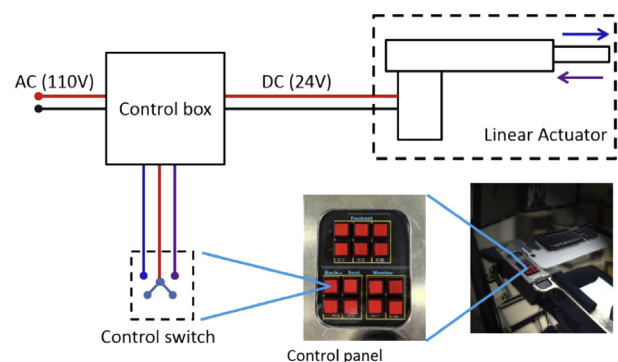 AC (110V)
Control box
DC (24V)
Linear Actuator
Footrest
Back
Seat
Monitor
Control switch
Control panel